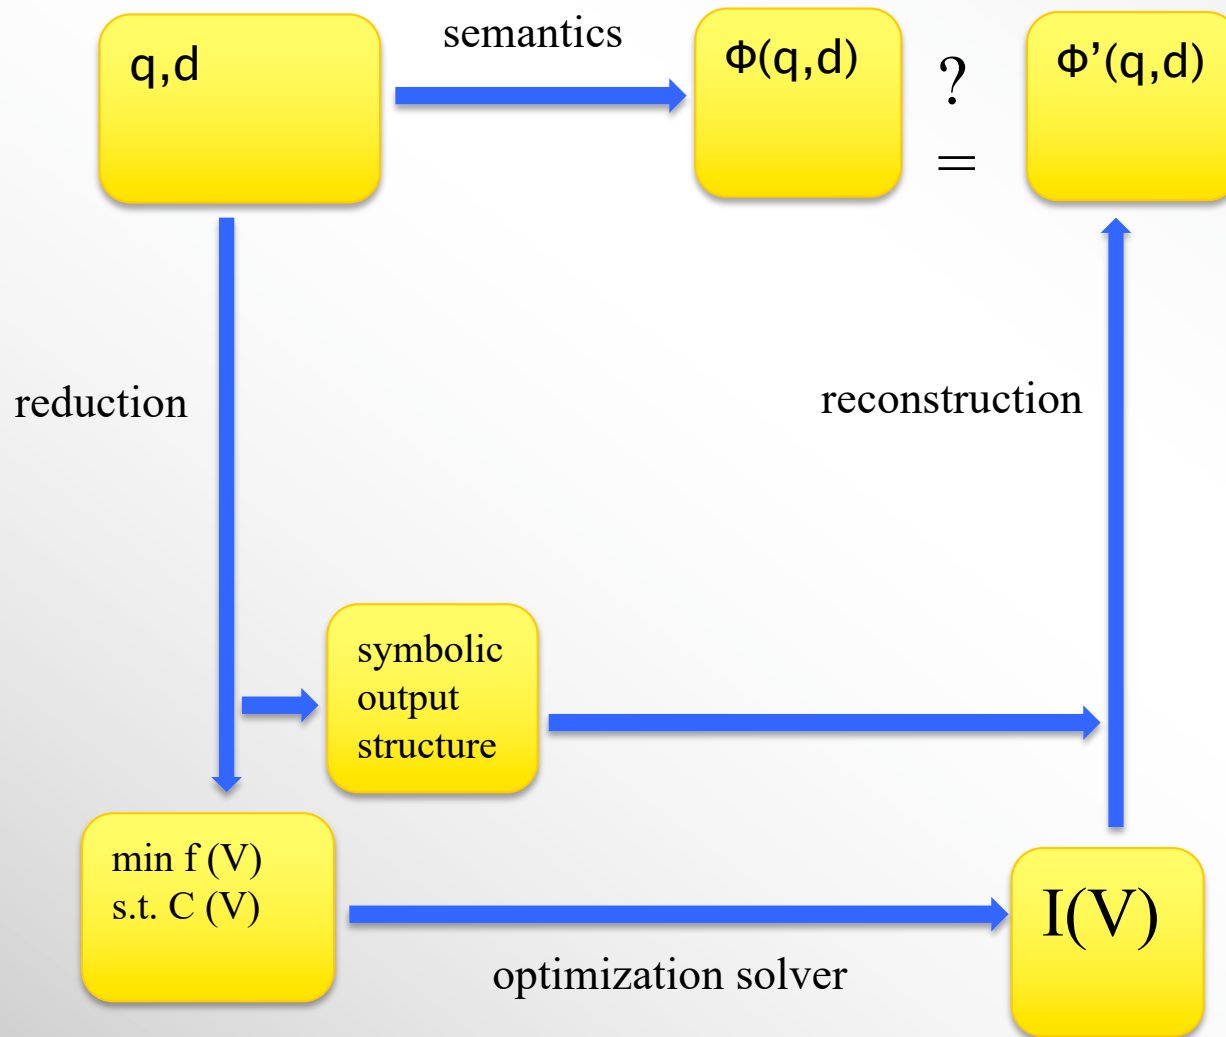 q,d
semantics
Φ(q,d)
?
=
Φ’(q,d)
reduction
reconstruction
symbolic
output
structure
min f (V)
s.t. C (V)
I(V)
optimization solver